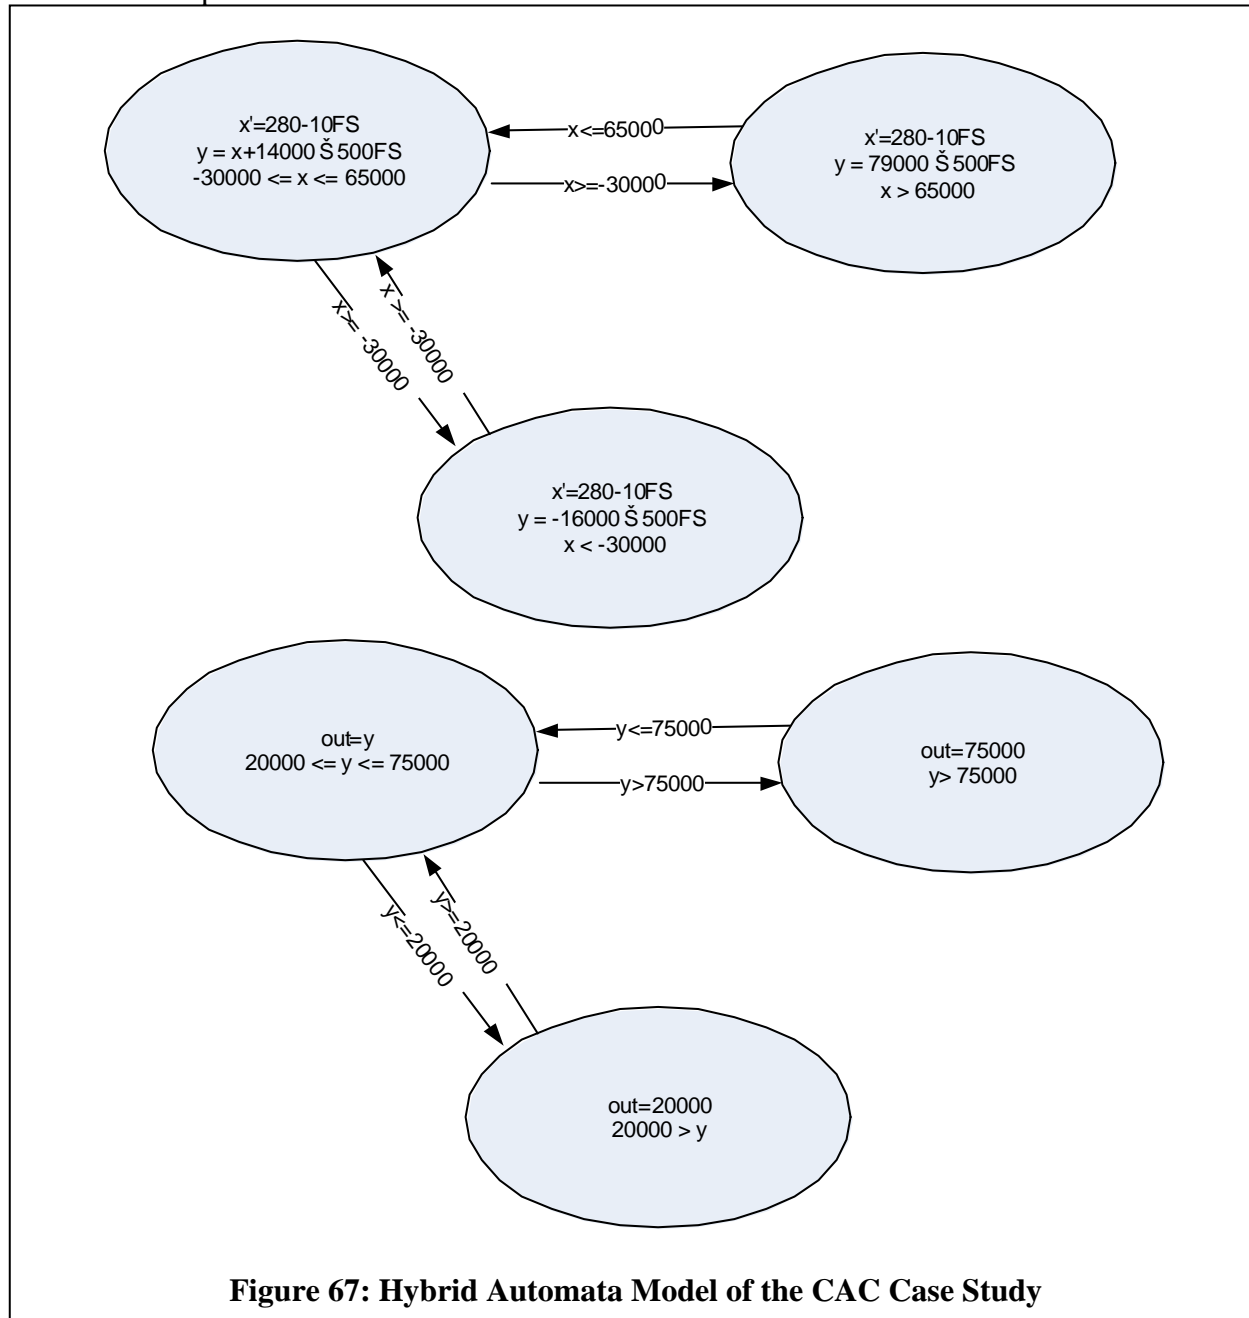 x'=280-10FS
y = x+14000 Š 500FS
-30000 <= x <= 65000
x<=65000
x>=-30000
x'=280-10FS
y = 79000 Š 500FS
x > 65000
x>= -30000
x >= -30000
x'=280-10FS
y = -16000 Š 500FS
x < -30000
out=y
20000 <= y <= 75000
y<=75000
y>75000
out=75000
y> 75000
y<=20000
y>=20000
out=20000
20000 > y
Figure 67: Hybrid Automata Model of the CAC Case Study